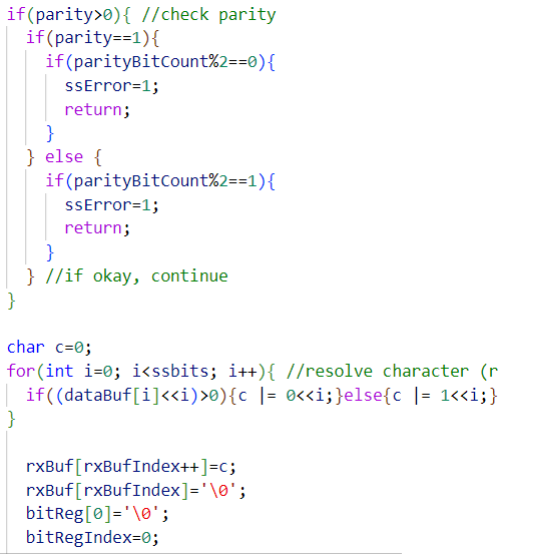 if(parity>0){ //check parity
if(parity==1){
if(parityBitCount%2==0){
ssError=1;
return;
}
} else {
if(parityBitCount%2==1){
ssError=1;
return;
}
} //if okay, continue
}
char c=0;
for(int i=0; i<ssbits; i++){ //resolve character (r
if((dataBuf[i]<<i)>0){c |= 0<<i;}else{c |= 1<<i;}
}
rxBuf[rxBufIndex++]=c;
rxBuf[rxBufIndex]='\0';
bitReg[0]='\0';
bitRegIndex=0;